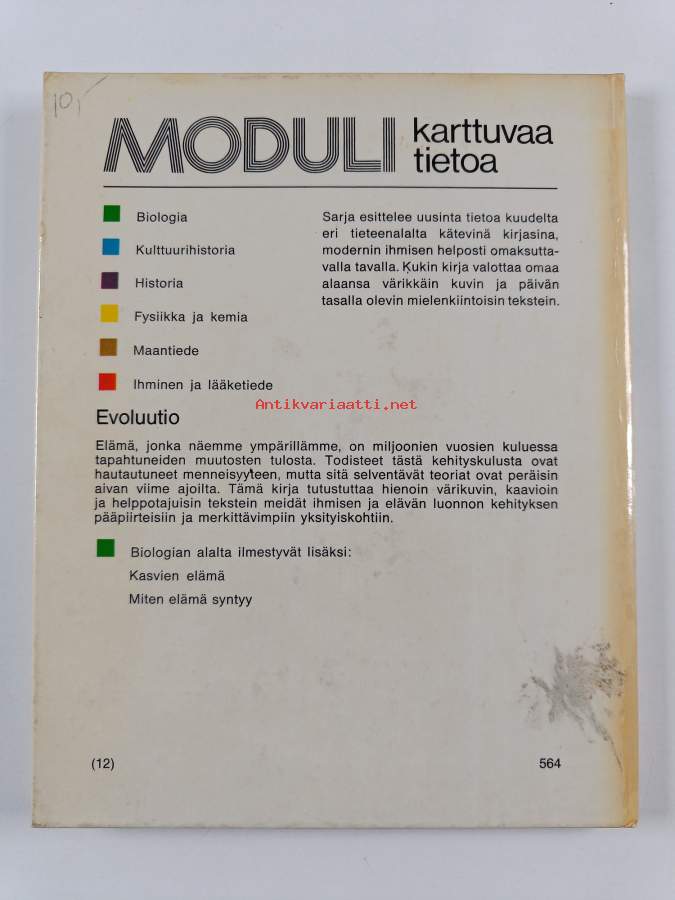 10,-
MODULI karttuvaa
tietoa
Biologia
Kulttuurihistoria
Historia
Fysiikka ja kemia
Maantiede
Ihminen ja lääketiede
Sarja esittelee uusinta tietoa kuudelta
eri tieteenalalta kätevinä kirjasina,
modernin ihmisen helposti omaksutta-
valla tavalla. Kukin kirja valottaa omaa
alaansa värikkäin kuvin ja päivän
tasalla olevin mielenkiintoisin tekstein.
Antikvariaatti.net
Evoluutio
Elämä, jonka näemme ympärillämme, on miljoonien vuosien kuluessa
tapahtuneiden muutosten tulosta. Todisteet tästä kehityskulusta ovat
hautautuneet menneisyyteen, mutta sitä selventävät teoriat ovat peräisin
aivan viime ajoilta. Tämä kirja tutustuttaa hienoin värikuvin, kaavioin
ja helppotajuisin tekstein meidät ihmisen ja elävän luonnon kehityksen
pääpiirteisiin ja merkittävimpiin yksityiskohtiin.
Biologian alalta ilmestyvät lisäksi:
Kasvien elämä
Miten elämä syntyy
(12)
564